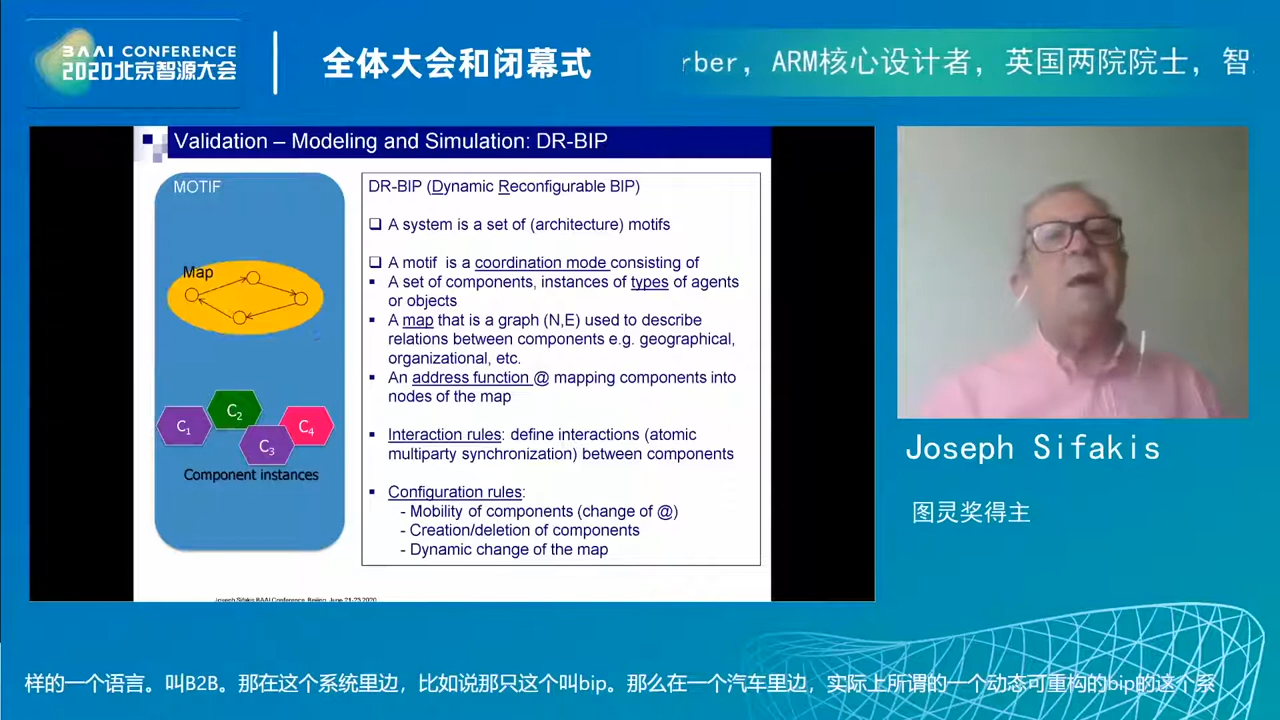 BAAI CONFERENCE
2020北京智源大会
全体大会和闭幕式
rber，ARM核心设计者，英国两院院士，智
Validation – Modeling and Simulation: DR-BIP
MOTIF
Map
C1
C2
C3
C4
Component instances
DR-BIP (Dynamic Reconfigurable BIP)
❑ A system is a set of (architecture) motifs
❑ A motif is a coordination mode consisting of
▪ A set of components, instances of types of agents
or objects
▪ A map that is a graph (N,E) used to describe
relations between components e.g. geographical,
organizational, etc.
▪ An address function @ mapping components into
nodes of the map
▪ Interaction rules: define interactions (atomic
multiparty synchronization) between components
▪ Configuration rules:
- Mobility of components (change of @)
- Creation/deletion of components
- Dynamic change of the map
Joseph Sifakis BAAI Conference, Beijing, June 21-23 2020
Joseph Sifakis
图灵奖得主
样的一个语言。叫B2B。那在这个系统里边，比如说那只这个叫bip。那么在一个汽车里边，实际上所谓的一个动态可重构的bip的这个系